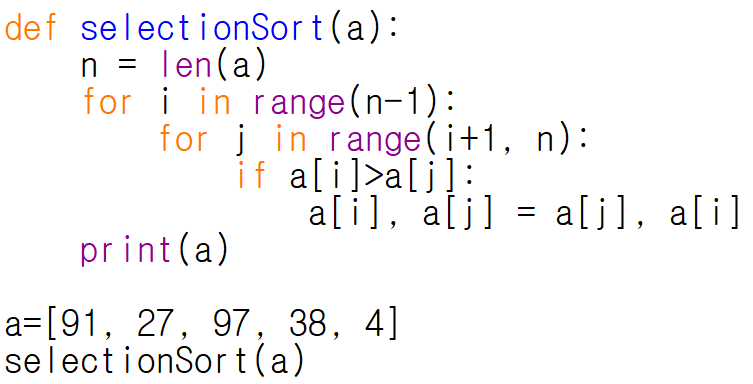 def selectionSort(a):
    n = len(a)
    for i in range(n-1):
        for j in range(i+1, n):
            if a[i]>a[j]:
                a[i], a[j] = a[j], a[i]
    print(a)

a=[91, 27, 97, 38, 4]
selectionSort(a)